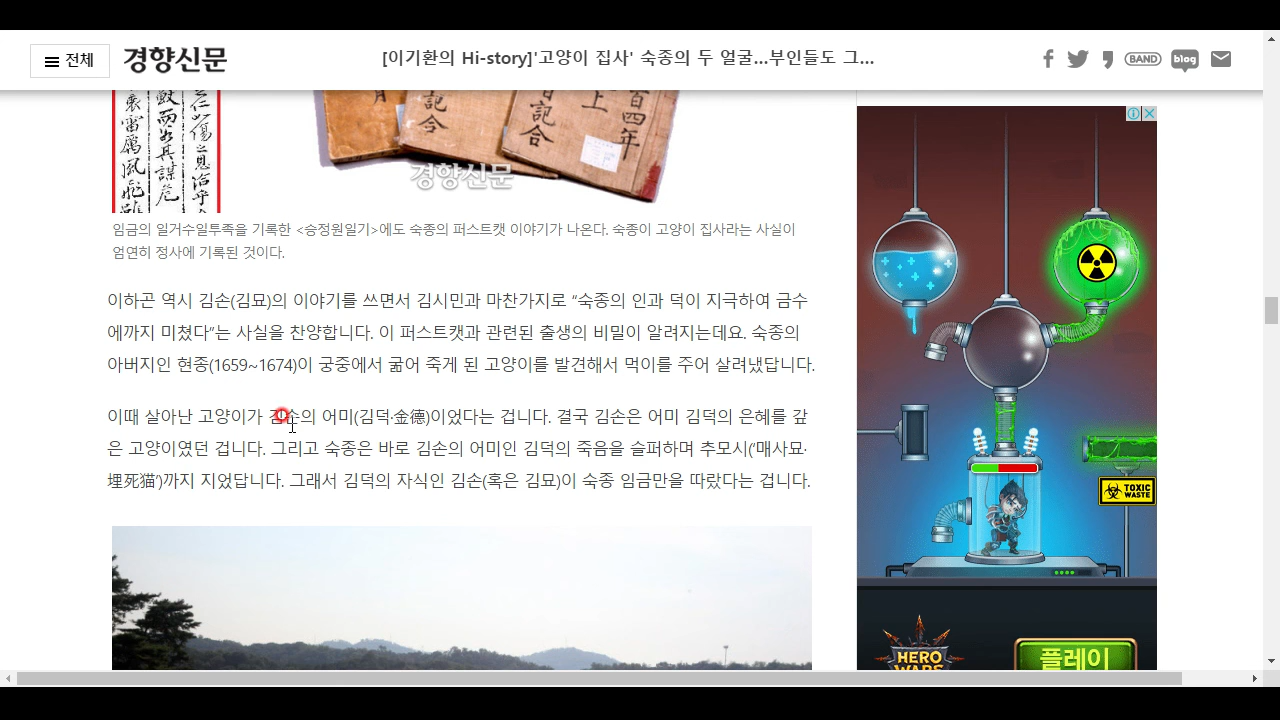 전체
경향신문
[이기환의 Hi-story]'고양이 집사' 숙종의 두 얼굴...부인들도 그...
BAND
blog
月
記令
日記合
上
百四年
경향신문
임금의 일거수일투족을 기록한 <승정원일기>에도 숙종의 퍼스트캣 이야기가 나온다. 숙종이 고양이 집사라는 사실이
엄연히 정사에 기록된 것이다.
이하곤 역시 김손(김묘)의 이야기를 쓰면서 김시민과 마찬가지로 "숙종의 인과 덕이 지극하여 금수
에까지 미쳤다"는 사실을 찬양합니다. 이 퍼스트캣과 관련된 출생의 비밀이 알려지는데요. 숙종의
아버지인 현종(1659~1674)이 궁중에서 굶어 죽게 된 고양이를 발견해서 먹이를 주어 살려냈답니다.
이때 살아난 고양이가 김손의 어미(김덕·金德)이었다는 겁니다. 결국 김손은 어미 김덕의 은혜를 갚
은 고양이였던 겁니다. 그리고 숙종은 바로 김손의 어미인 김덕의 죽음을 슬퍼하며 추모시('매사묘·
埋死猫')까지 지었답니다. 그래서 김덕의 자식인 김손(혹은 김묘)이 숙종 임금만을 따랐다는 겁니다.
TOXIC
WASTE
HERO
WARS
플레이